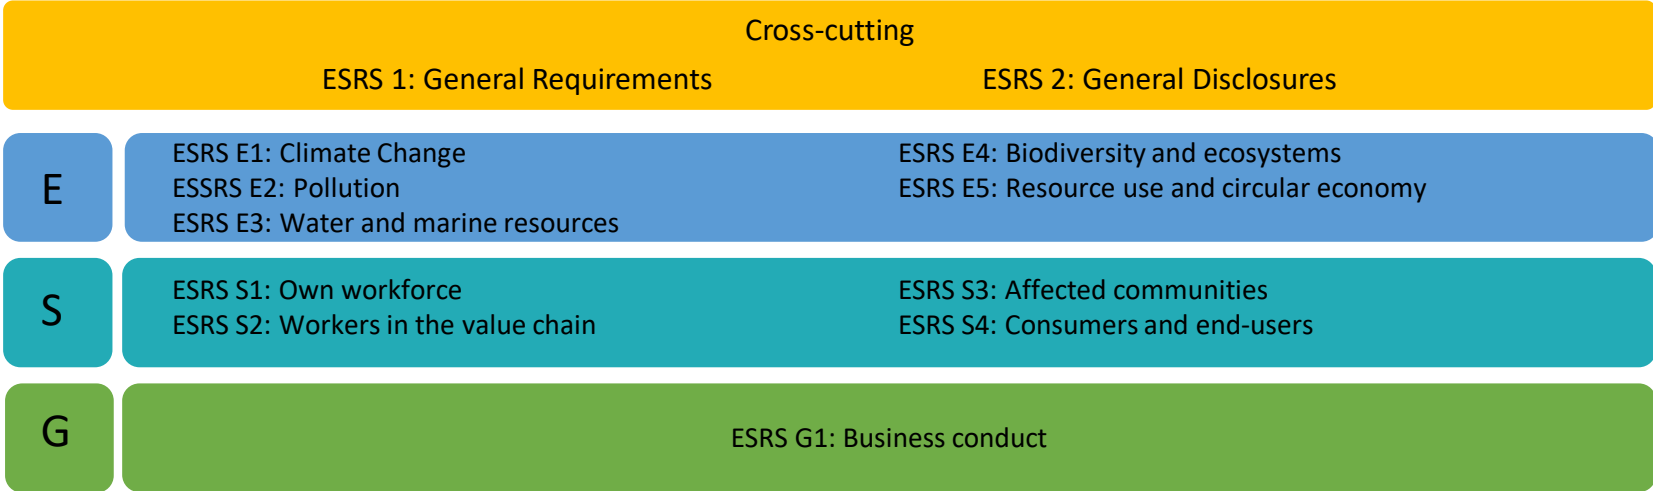 Cross-cutting
ESRS 1: General Requirements
ESRS 2: General Disclosures
E
ESRS E1: Climate Change
ESSRS E2: Pollution
ESRS E3: Water and marine resources
ESRS E4: Biodiversity and ecosystems
ESRS E5: Resource use and circular economy
S
ESRS S1: Own workforce
ESRS S2: Workers in the value chain
ESRS S3: Affected communities
ESRS S4: Consumers and end-users
G
ESRS G1: Business conduct